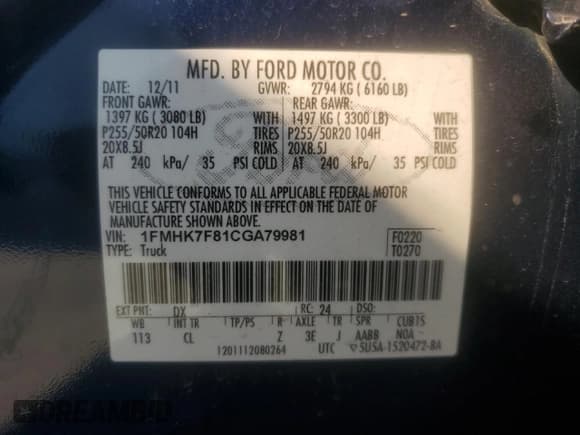 MFD. BY FORD MOTOR CO.
DATE: 12/11 GVWR: 2794 KG ( 6160 LB)
FRONT GAWR: REAR GAWR:
1397 KG ( 3080 LB) WITH 1497 KG ( 3300 LB) WITH
P255/50R20 104H TIRES P255/50R20 104H TIRES
20X8.5J RIMS 20X8.5J RIMS
AT 240 kPa/ 35 PSI COLD AT 240 kPa/ 35 PSI COLD
THIS VEHICLE CONFORMS TO ALL APPLICABLE FEDERAL MOTOR
VEHICLE SAFETY STANDARDS IN EFFECT ON THE DATE OF
MANUFACTURE SHOWN ABOVE.
VIN: 1FMHK7F81CGA79981 F0220
TYPE: Truck T0270
EXT PNT: DX RC: 24 DSO:
WB INT TR TP/PS R AXLE TR SPR CUBTS
113 CL Z 3E J AABB NOA
1201112080264 UTC 5USA-1520472-BA
DREAMBID